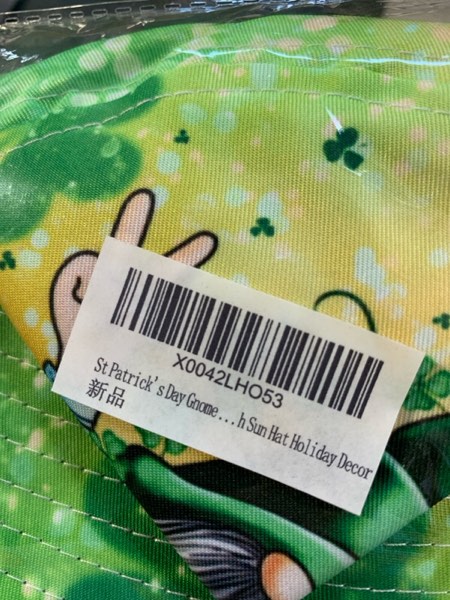 X0042LHO53
St Patrick's Day Gnome...h Sun Hat Holiday Decor
新品